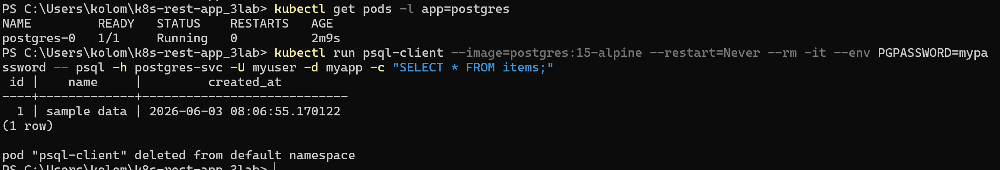 PS C:\Users\kolom\k8s-rest-app_3lab> kubectl get pods -l app=postgres
NAME         READY   STATUS    RESTARTS   AGE
postgres-0   1/1     Running   0          2m9s
PS C:\Users\kolom\k8s-rest-app_3lab> kubectl run psql-client --image=postgres:15-alpine --restart=Never --rm -it --env PGPASSWORD=mypa
ssword -- psql -h postgres-svc -U myuser -d myapp -c "SELECT * FROM items;"
 id |    name     |         created_at
----+-------------+----------------------------
  1 | sample data | 2026-06-03 08:06:55.170122
(1 row)
pod "psql-client" deleted from default namespace
PS C:\Users\kolom\k8s-rest-app_3lab>